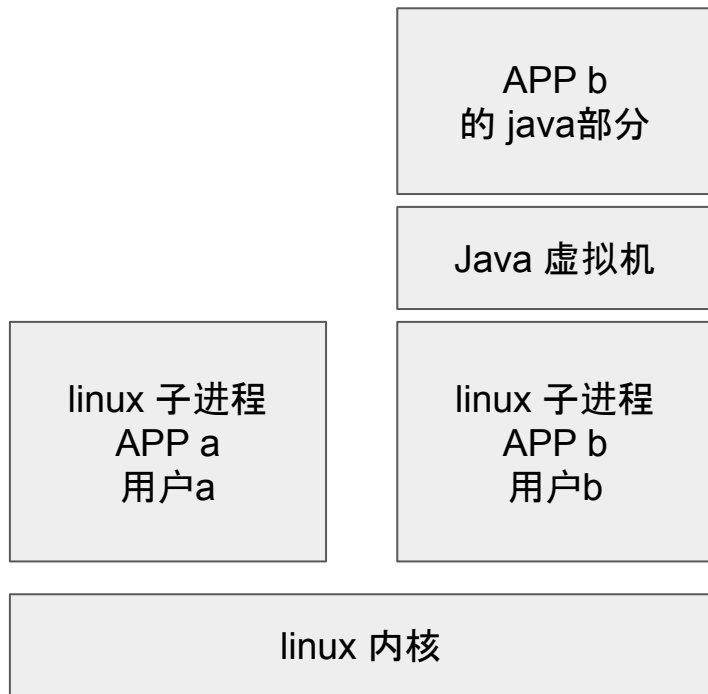 APP b
的 java部分
Java 虚拟机
linux 子进程
APP a
用户a
linux 子进程
APP b
用户b
linux 内核